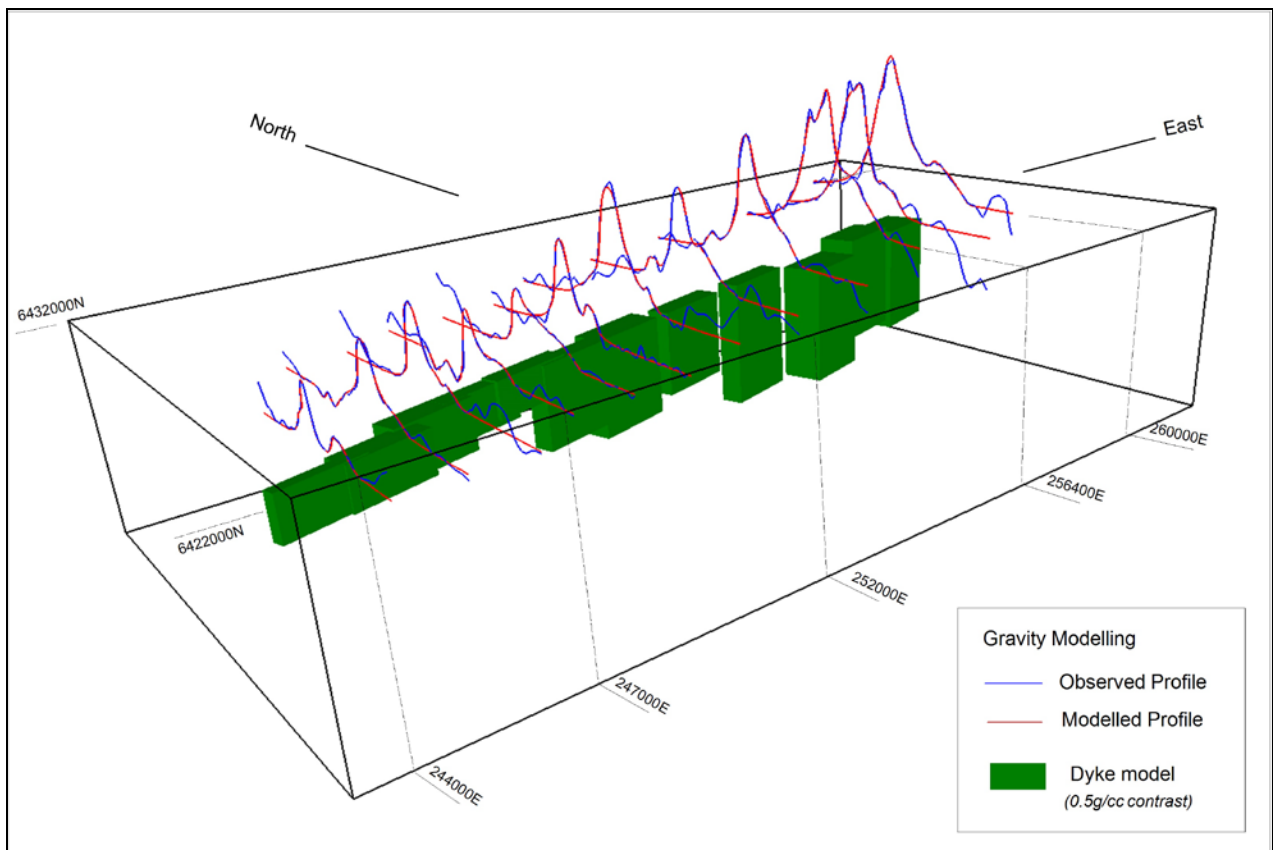 North
East
6432000N
6422000N
260000E
256400E
252000E
247000E
244000E
Gravity Modelling
Observed Profile
Modelled Profile
Dyke model
(0.5g/cc contrast)